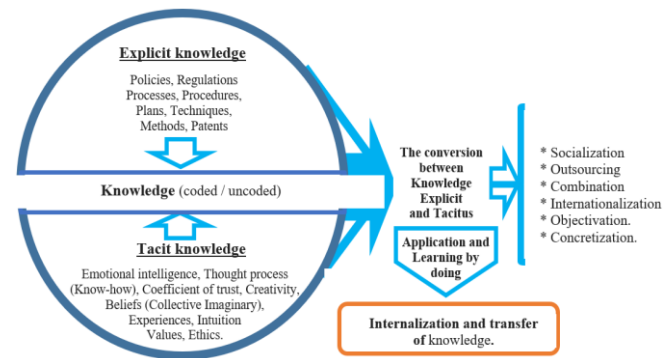 Explicit knowledge
Policies, Regulations
Processes, Procedures,
Plans, Techniques,
Methods, Patents
Knowledge (coded / uncoded)
Tacit knowledge
Emotional intelligence, Thought process
(Know-how), Coefficient of trust, Creativity,
Beliefs (Collective Imaginary),
Experiences, Intuition
Values, Ethics.
The conversion
between
Knowledge
Explicit
and Tacitus
Application and
Learning by
doing
Internalization and transfer
of knowledge.
* Socialization
* Outsourcing
* Combination
* Internationalization
* Objectivation.
* Concretization.